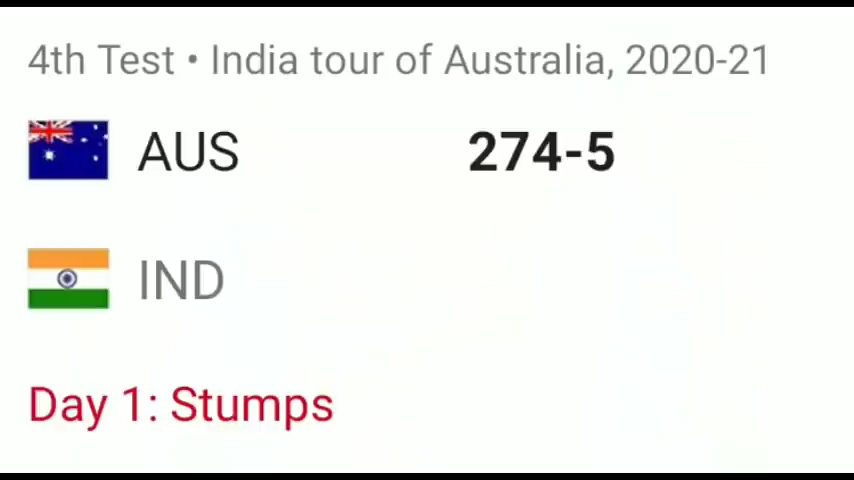 4th Test • India tour of Australia, 2020-21
AUS 274-5
IND
Day 1: Stumps